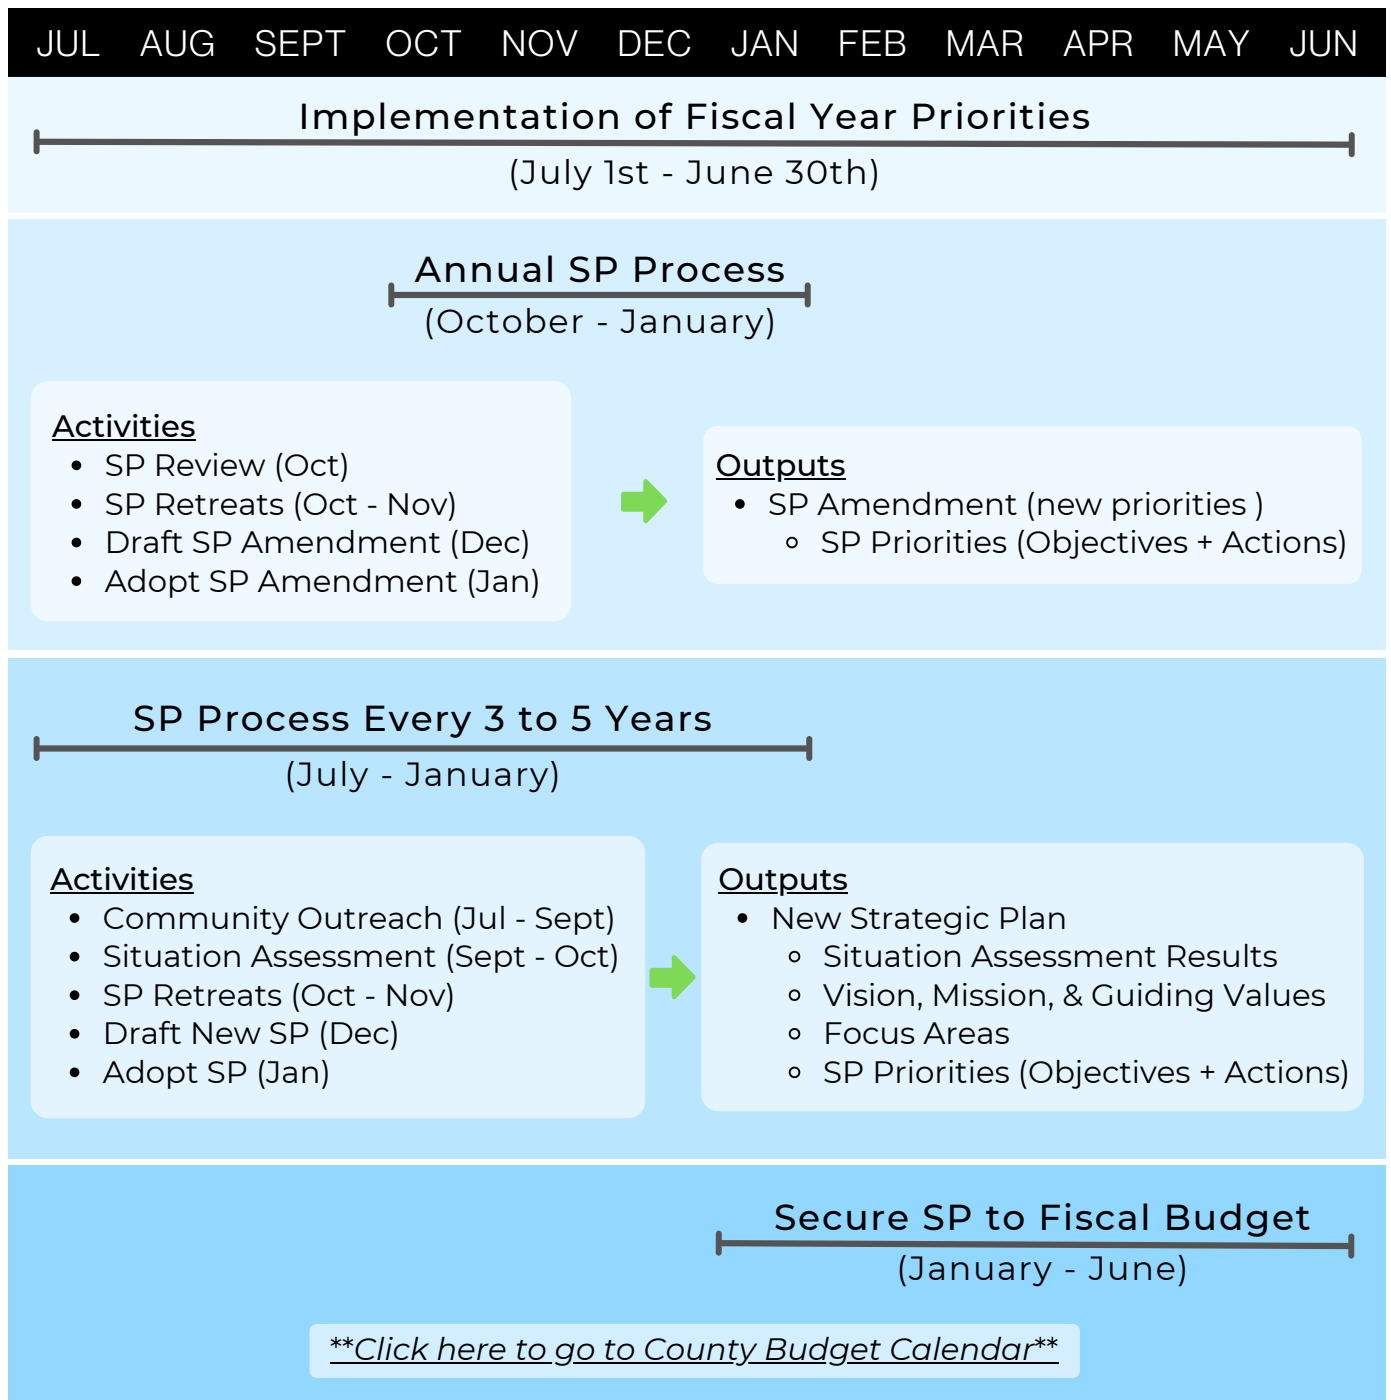 JUL AUG SEPT OCT NOV DEC JAN FEB MAR APR MAY JUN
Implementation of Fiscal Year Priorities
(July 1st - June 30th)
Annual SP Process
(October - January)
Activities
• SP Review (Oct)
• SP Retreats (Oct - Nov)
• Draft SP Amendment (Dec)
• Adopt SP Amendment (Jan)
Outputs
• SP Amendment (new priorities )
◦ SP Priorities (Objectives + Actions)
SP Process Every 3 to 5 Years
(July - January)
Activities
• Community Outreach (Jul - Sept)
• Situation Assessment (Sept - Oct)
• SP Retreats (Oct - Nov)
• Draft New SP (Dec)
• Adopt SP (Jan)
Outputs
• New Strategic Plan
◦ Situation Assessment Results
◦ Vision, Mission, & Guiding Values
◦ Focus Areas
◦ SP Priorities (Objectives + Actions)
Secure SP to Fiscal Budget
(January - June)
**Click here to go to County Budget Calendar**